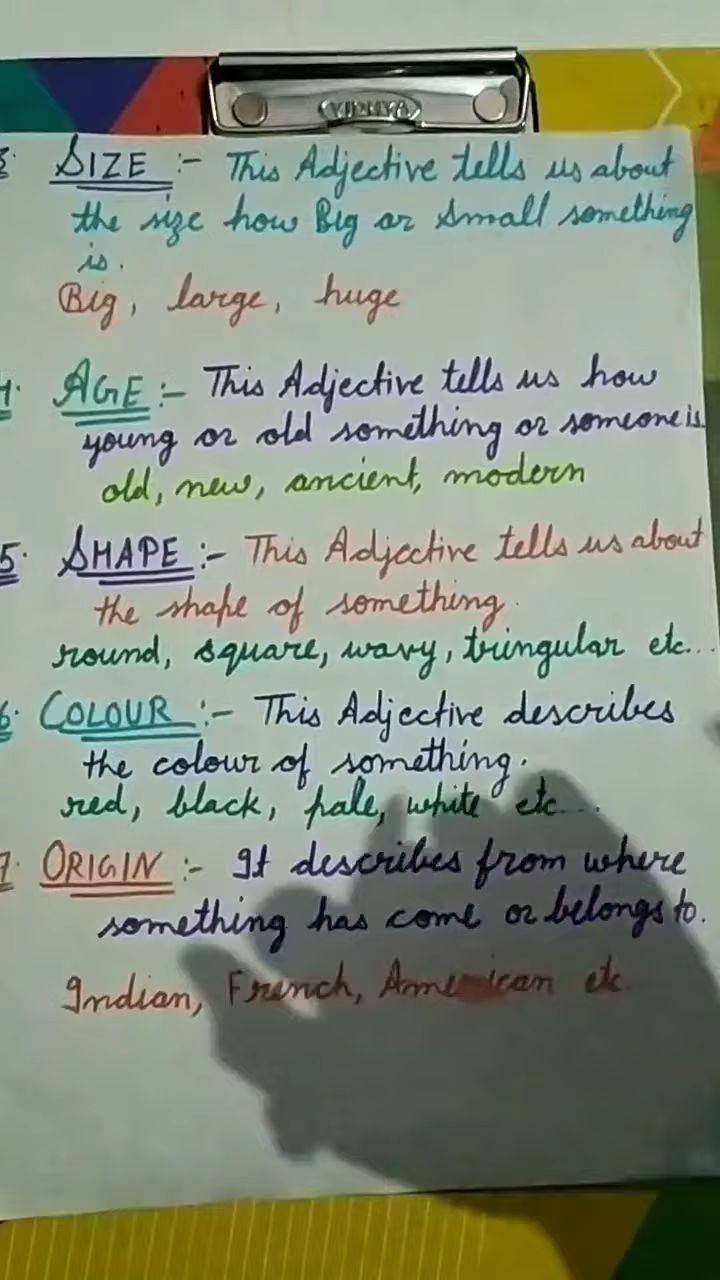 VIDHYA
3. SIZE :- This Adjective tells us about
the size how Big or Small something
is.
Big, large, huge
4. AGE :- This Adjective tells us how
young or old something or someone is
old, new, ancient, modern
5. SHAPE :- This Adjective tells us about
the shape of something.
round, square, wavy, tringular etc...
6. COLOUR :- This Adjective describes
the colour of something.
red, black, pale, white etc...
7. ORIGIN :- It describes from where
something has come or belongs to.
Indian, French, American etc.